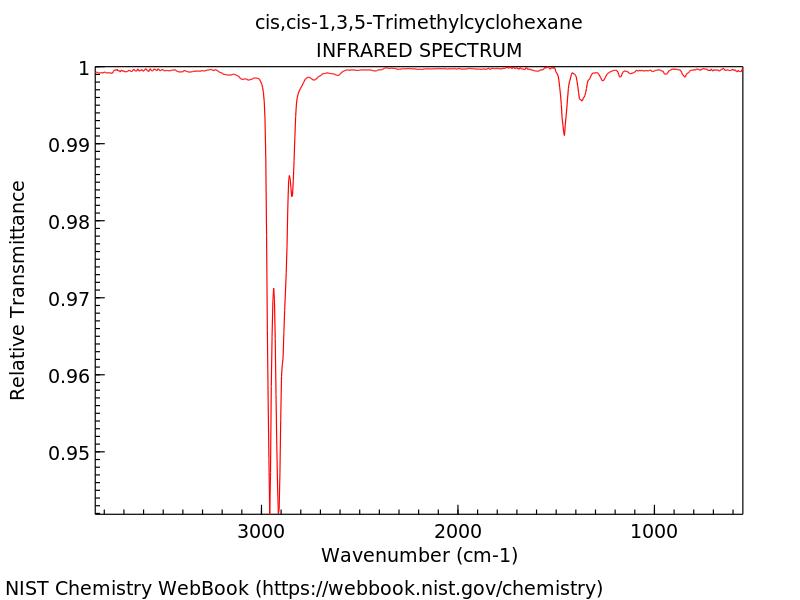 cis,cis-1,3,5-Trimethylcyclohexane
INFRARED SPECTRUM
1
0.99
0.98
0.97
0.96
0.95
Relative Transmittance
3000 2000 1000
Wavenumber (cm-1)
NIST Chemistry WebBook (https://webbook.nist.gov/chemistry)